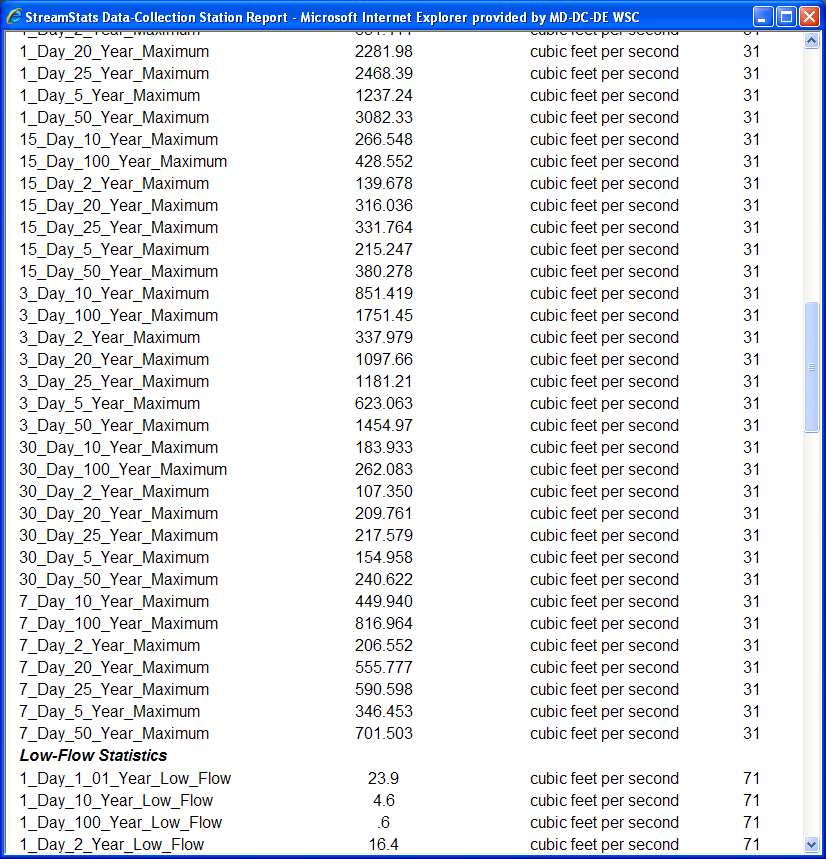 StreamStats Data-Collection Station Report - Microsoft Internet Explorer provided by MD-DC-DE WSC
1_Day_2_Year_Maximum cubic feet per second 31
1_Day_20_Year_Maximum 2281.98 cubic feet per second 31
1_Day_25_Year_Maximum 2468.39 cubic feet per second 31
1_Day_5_Year_Maximum 1237.24 cubic feet per second 31
1_Day_50_Year_Maximum 3082.33 cubic feet per second 31
15_Day_10_Year_Maximum 266.548 cubic feet per second 31
15_Day_100_Year_Maximum 428.552 cubic feet per second 31
15_Day_2_Year_Maximum 139.678 cubic feet per second 31
15_Day_20_Year_Maximum 316.036 cubic feet per second 31
15_Day_25_Year_Maximum 331.764 cubic feet per second 31
15_Day_5_Year_Maximum 215.247 cubic feet per second 31
15_Day_50_Year_Maximum 380.278 cubic feet per second 31
3_Day_10_Year_Maximum 851.419 cubic feet per second 31
3_Day_100_Year_Maximum 1751.45 cubic feet per second 31
3_Day_2_Year_Maximum 337.979 cubic feet per second 31
3_Day_20_Year_Maximum 1097.66 cubic feet per second 31
3_Day_25_Year_Maximum 1181.21 cubic feet per second 31
3_Day_5_Year_Maximum 623.063 cubic feet per second 31
3_Day_50_Year_Maximum 1454.97 cubic feet per second 31
30_Day_10_Year_Maximum 183.933 cubic feet per second 31
30_Day_100_Year_Maximum 262.083 cubic feet per second 31
30_Day_2_Year_Maximum 107.350 cubic feet per second 31
30_Day_20_Year_Maximum 209.761 cubic feet per second 31
30_Day_25_Year_Maximum 217.579 cubic feet per second 31
30_Day_5_Year_Maximum 154.958 cubic feet per second 31
30_Day_50_Year_Maximum 240.622 cubic feet per second 31
7_Day_10_Year_Maximum 449.940 cubic feet per second 31
7_Day_100_Year_Maximum 816.964 cubic feet per second 31
7_Day_2_Year_Maximum 206.552 cubic feet per second 31
7_Day_20_Year_Maximum 555.777 cubic feet per second 31
7_Day_25_Year_Maximum 590.598 cubic feet per second 31
7_Day_5_Year_Maximum 346.453 cubic feet per second 31
7_Day_50_Year_Maximum 701.503 cubic feet per second 31
Low-Flow Statistics
1_Day_1_01_Year_Low_Flow 23.9 cubic feet per second 71
1_Day_10_Year_Low_Flow 4.6 cubic feet per second 71
1_Day_100_Year_Low_Flow .6 cubic feet per second 71
1_Day_2_Year_Low_Flow 16.4 cubic feet per second 71